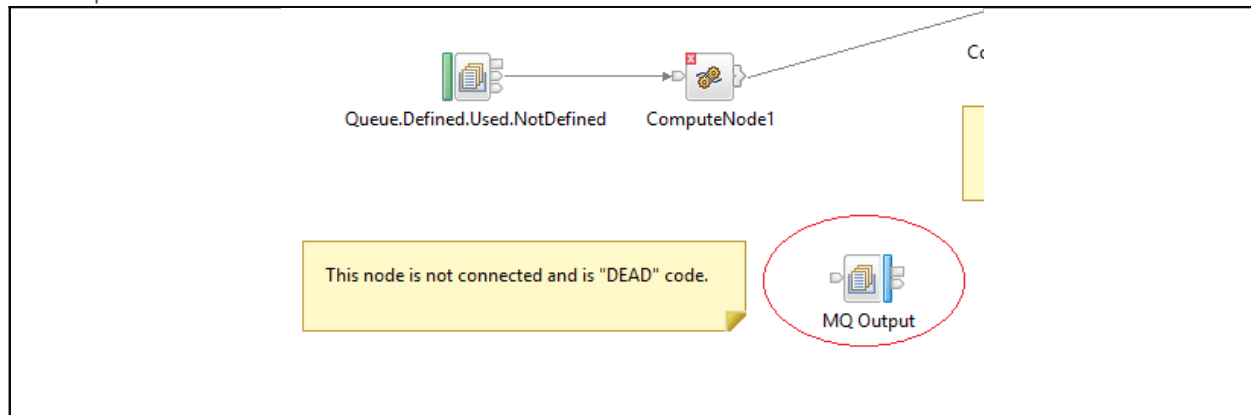 Queue.Defined.Used.NotDefined
ComputeNode1
This node is not connected and is "DEAD" code.
MQ Output